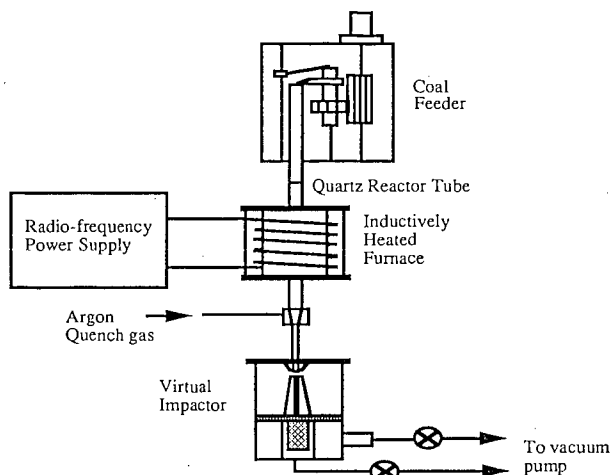 Coal
Feeder
Quartz Reactor Tube
Radio-frequency
Power Supply
Inductively
Heated
Furnace
Argon
Quench gas
Virtual
Impactor
To vacuum
pump